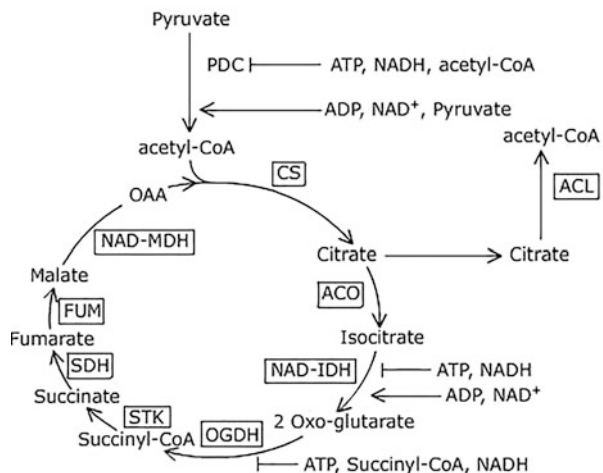 Pyruvate
PDC
ATP, NADH, acetyl-CoA
ADP, NAD+, Pyruvate
acetyl-CoA
acetyl-CoA
OAA
CS
ACL
NAD-MDH
Citrate
Citrate
Malate
ACO
FUM
Fumarate
Isocitrate
SDH
NAD-IDH
ATP, NADH
Succinate
ADP, NAD+
STK
2 Oxo-glutarate
Succinyl-CoA
OGDH
ATP, Succinyl-CoA, NADH